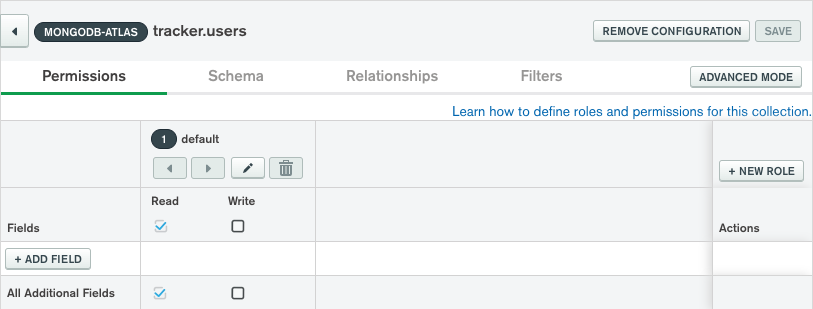 MONGODB-ATLAS tracker.users REMOVE CONFIGURATION SAVE
Permissions Schema Relationships Filters ADVANCED MODE
Learn how to define roles and permissions for this collection.
1 default
+ NEW ROLE
Read Write
Fields Actions
+ ADD FIELD
All Additional Fields